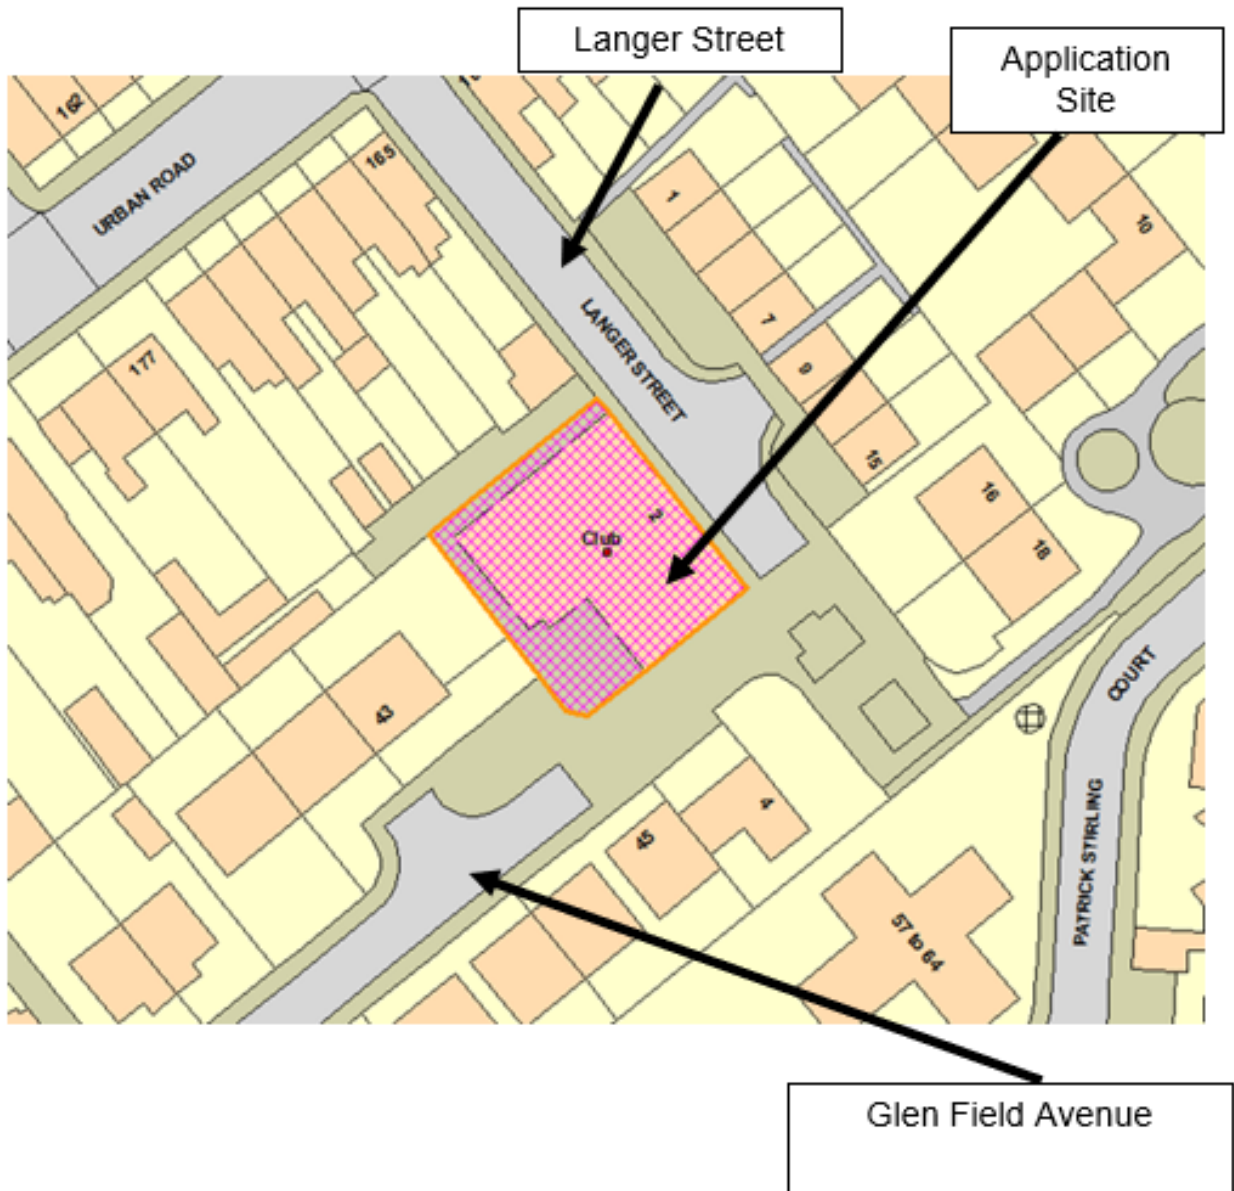 Langer Street
Application
Site
162
URBAN ROAD
165
1
10
177
LANGER STREET
7
9
15
2
Club
16
18
43
COURT
4
45
PATRICK STIRLING
57 to 64
Glen Field Avenue